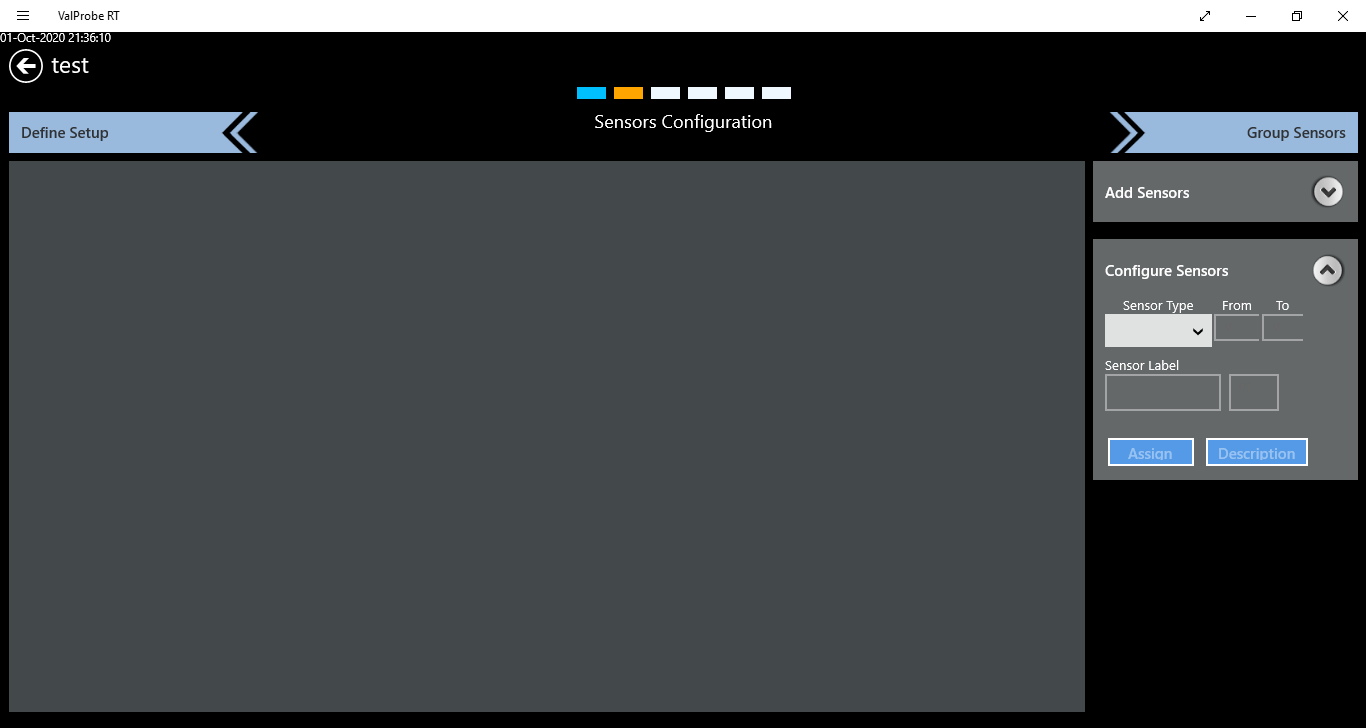 ValProbe RT
01-Oct-2020 21:36:10
test
Sensors Configuration
Define Setup
Group Sensors
Add Sensors
Configure Sensors
Sensor Type From To
Sensor Label
Assign Description